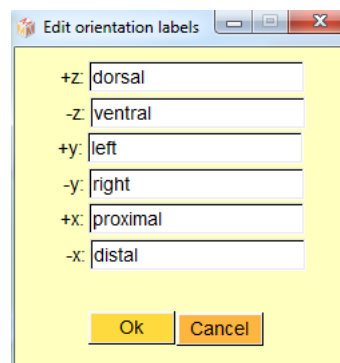 Edit orientation labels
+z: dorsal
-z: ventral
+y: left
-y: right
+x: proximal
-x: distal
Ok Cancel